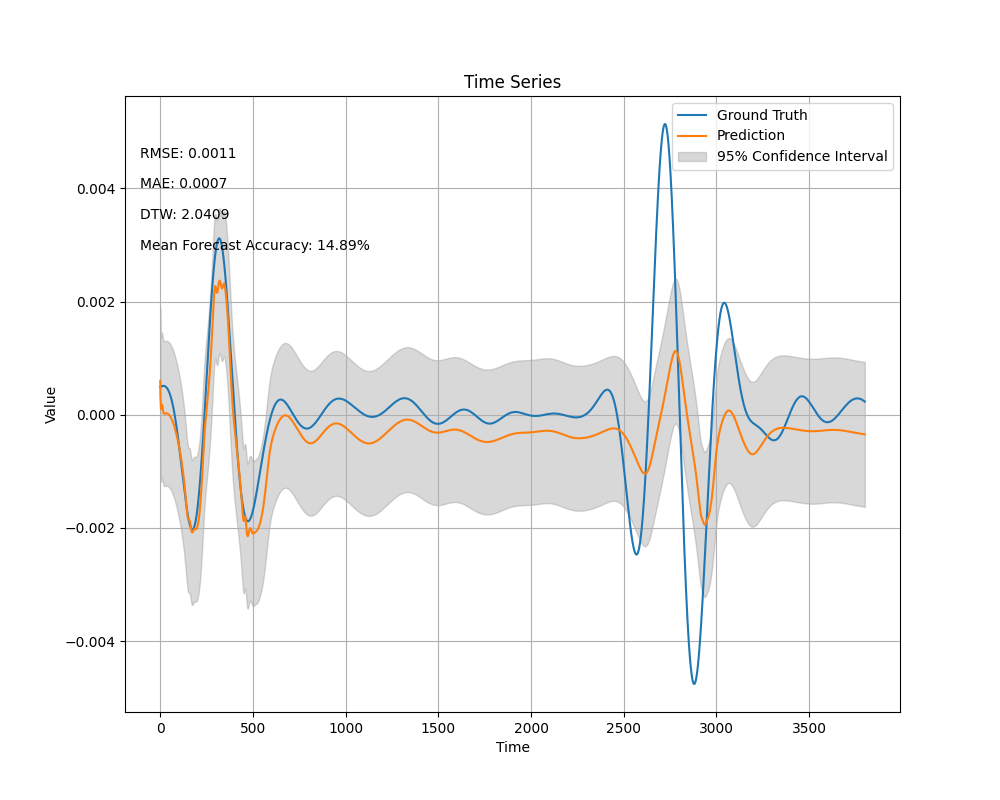 Time Series
Ground Truth
Prediction
95% Confidence Interval
RMSE: 0.0011
MAE: 0.0007
DTW: 2.0409
Mean Forecast Accuracy: 14.89%
0.004
0.002
0.000
−0.002
−0.004
Value
0 500 1000 1500 2000 2500 3000 3500
Time